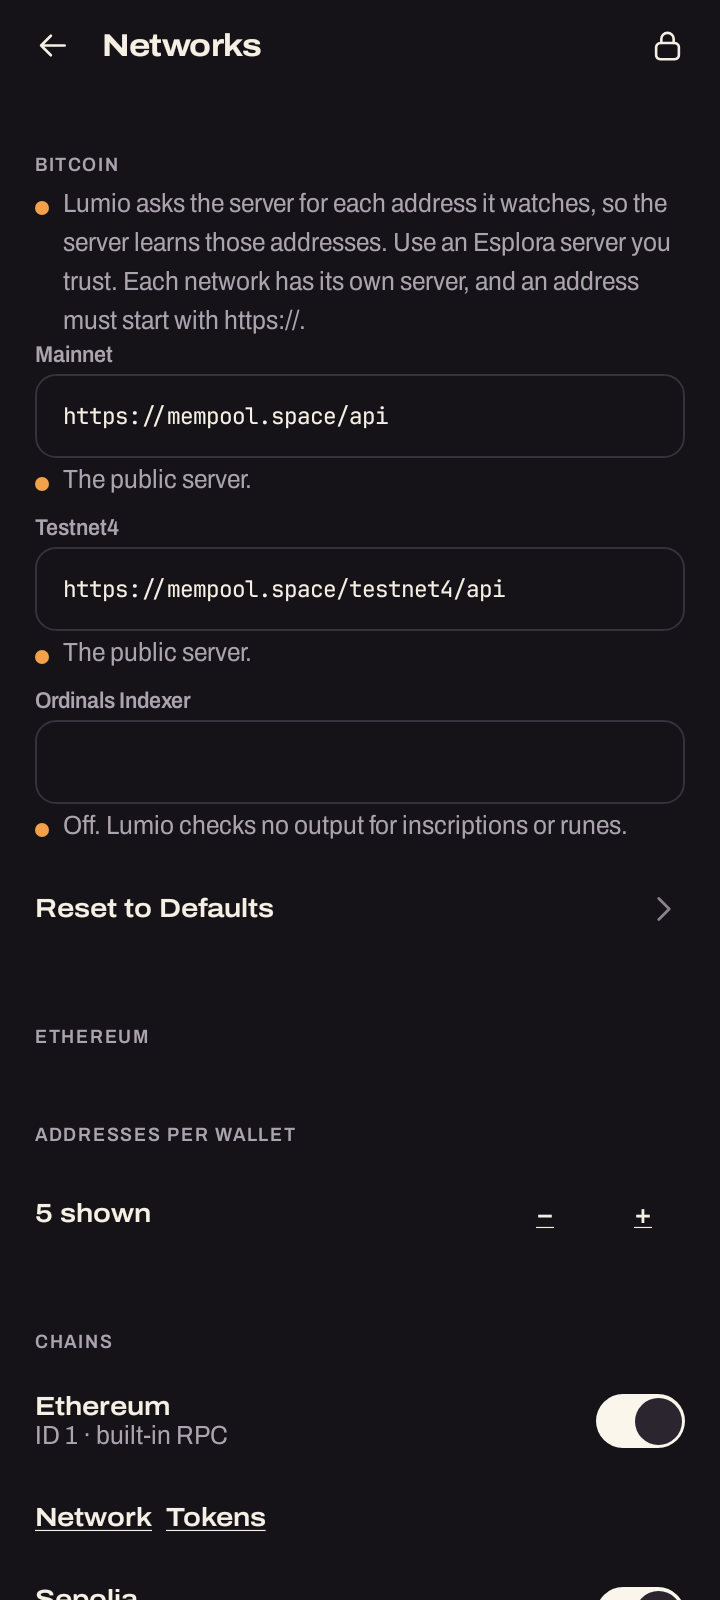 Networks
BITCOIN
Lumio asks the server for each address it watches, so the
server learns those addresses. Use an Esplora server you
trust. Each network has its own server, and an address
must start with https://.
Mainnet
https://mempool.space/api
The public server.
Testnet4
https://mempool.space/testnet4/api
The public server.
Ordinals Indexer
Off. Lumio checks no output for inscriptions or runes.
Reset to Defaults
ETHEREUM
ADDRESSES PER WALLET
5 shown − +
CHAINS
Ethereum
ID 1 · built-in RPC
Network Tokens
Sepolia